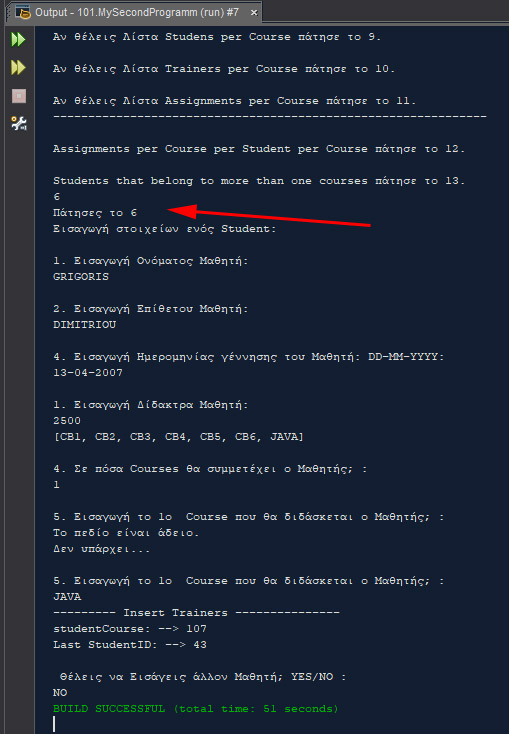 Output - 101.MySecondProgramm (run) #7 ×
Αν θέλεις Λίστα Studens per Course πάτησε το 9.
Αν θέλεις Λίστα Trainers per Course πάτησε το 10.
Αν θέλεις Λίστα Assignments per Course πάτησε το 11.
--------------------------------------------------------------
Assignments per Course per Student per Course πάτησε το 12.
Students that belong to more than one courses πάτησε το 13.
6
Πάτησες το 6
Εισαγωγή στοιχείων ενός Student:
1. Εισαγωγή Ονόματος Μαθητή:
GRIGORIS
2. Εισαγωγή Επίθετου Μαθητή:
DIMITRIOU
4. Εισαγωγή Ημερομηνίας γέννησης του Μαθητή: DD-MM-YYYY:
13-04-2007
1. Εισαγωγή Δίδακτρα Μαθητή:
2500
[CB1, CB2, CB3, CB4, CB5, CB6, JAVA]
4. Σε πόσα Courses θα συμμετέχει ο Μαθητής; :
1
5. Εισαγωγή το 1ο  Course που θα διδάσκεται ο Μαθητής; :
Το πεδίο είναι άδειο.
Δεν υπάρχει...
5. Εισαγωγή το 1ο  Course που θα διδάσκεται ο Μαθητής; :
JAVA
--------- Insert Trainers ---------------
studentCourse: --> 107
Last StudentID: --> 43
Θέλεις να Εισάγεις άλλον Μαθητή; YES/NO :
NO
BUILD SUCCESSFUL (total time: 51 seconds)